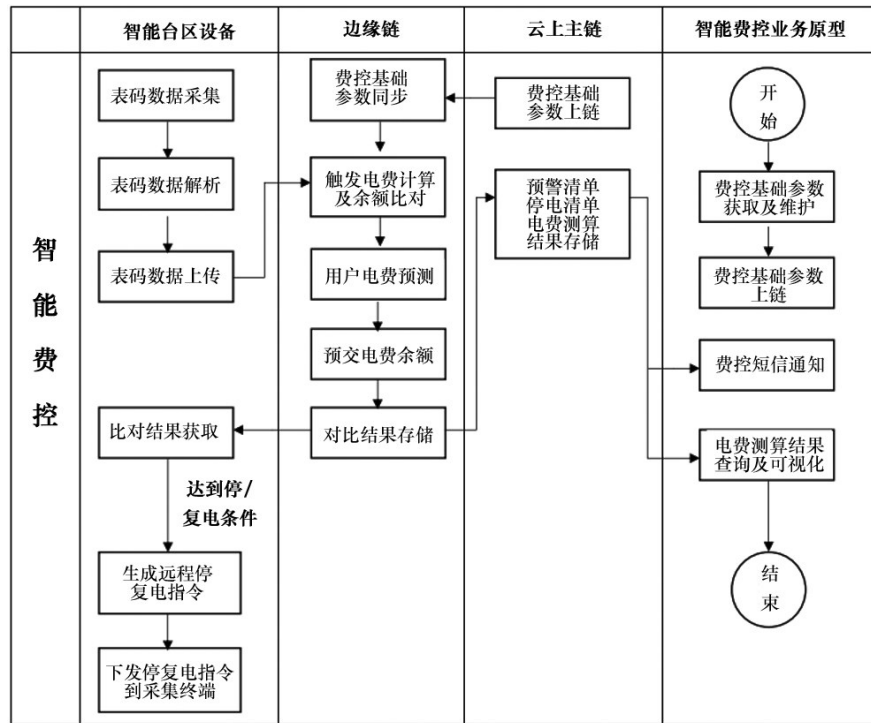 智能台区设备
边缘链
云上主链
智能费控业务原型
智能费控
表码数据采集
表码数据解析
表码数据上传
比对结果获取
达到停/
复电条件
生成远程停
复电指令
下发停复电指令
到采集终端
费控基础
参数同步
触发电费计算
及余额比对
用户电费预测
预交电费余额
对比结果存储
费控基础
参数上链
预警清单
停电清单
电费测算
结果存储
开
始
费控基础参数
获取及维护
费控基础参数
上链
费控短信通知
电费测算结果
查询及可视化
结
束